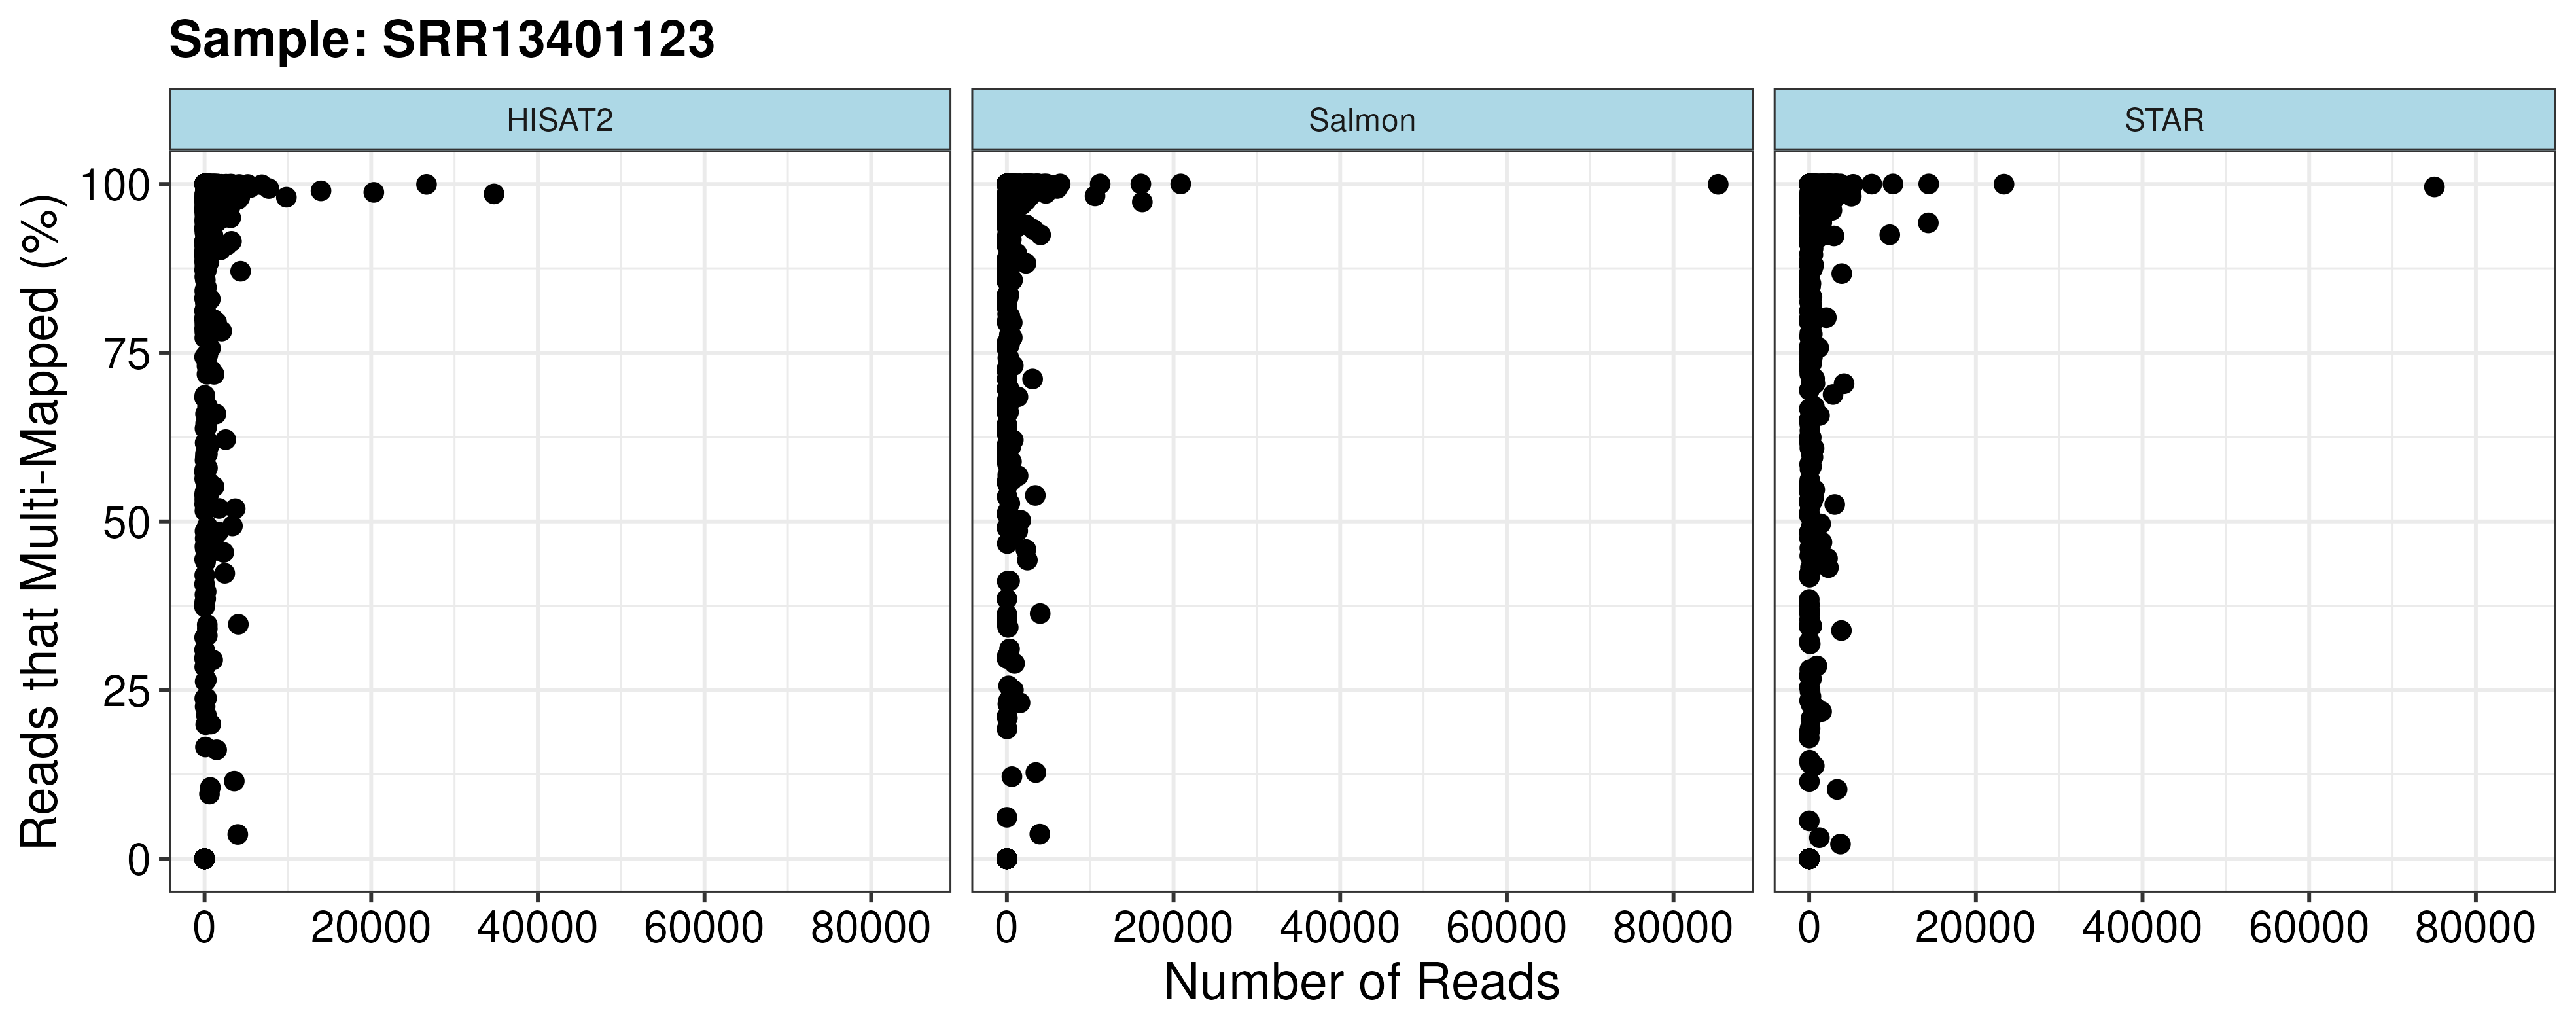 Sample: SRR13401123
HISAT2
Salmon
STAR
Reads that Multi-Mapped (%)
100
75
50
25
0
0 20000 40000 60000 80000
0 20000 40000 60000 80000
0 20000 40000 60000 80000
Number of Reads